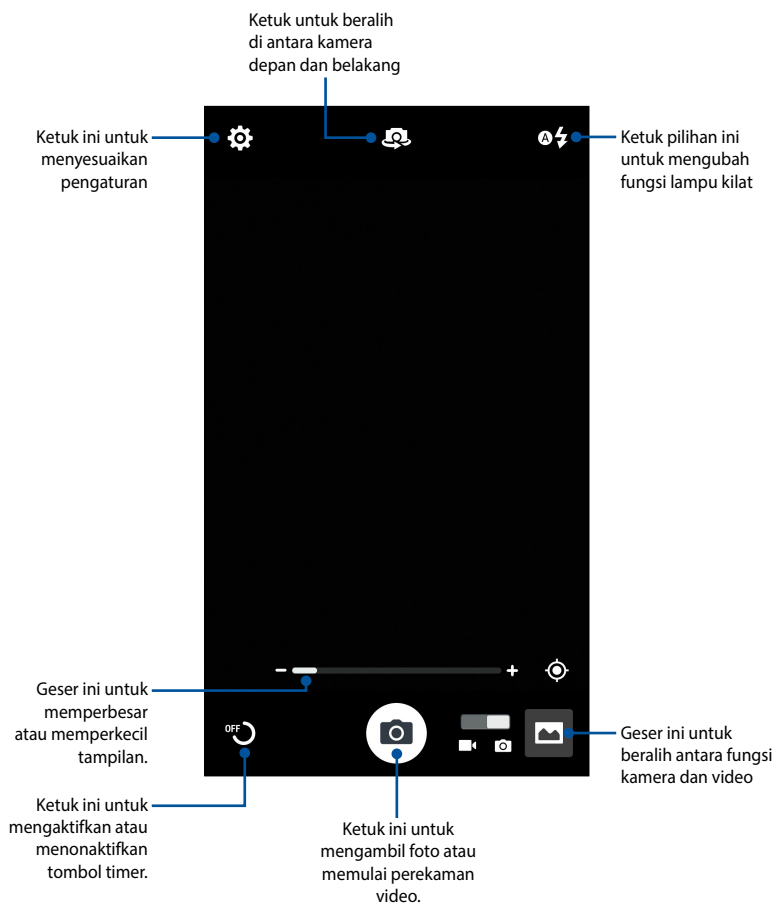 Ketuk untuk beralih
di antara kamera
depan dan belakang
Ketuk ini untuk
menyesuaikan
pengaturan
Ketuk pilihan ini
untuk mengubah
fungsi lampu kilat
A
Geser ini untuk
memperbesar
atau memperkecil
tampilan.
OFF
Geser ini untuk
beralih antara fungsi
kamera dan video
Ketuk ini untuk
mengaktifkan atau
menonaktifkan
tombol timer.
Ketuk ini untuk
mengambil foto atau
memulai perekaman
video.